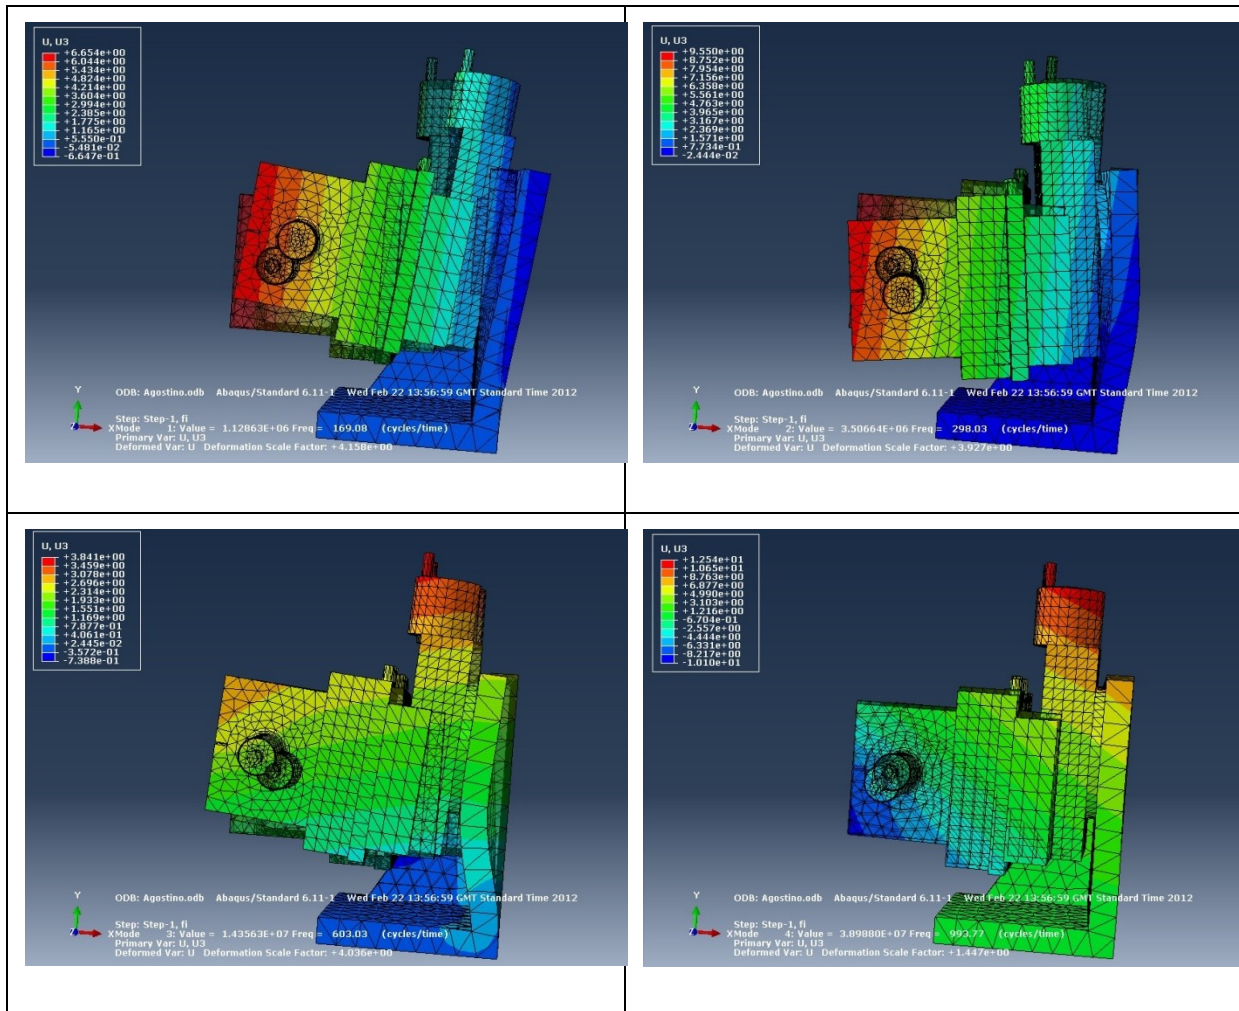 U, U3
+6.654e+00
+6.044e+00
+5.434e+00
+4.824e+00
+4.214e+00
+3.604e+00
+2.994e+00
+2.385e+00
+1.775e+00
+1.165e+00
+5.550e-01
-5.481e-02
-6.647e-01
Y
X
Z
ODB: Agostino.odb Abaqus/Standard 6.11-1 Wed Feb 22 13:56:59 GMT Standard Time 2012
Step: Step-1, fi
Mode 1: Value = 1.12863E+06 Freq = 169.08 (cycles/time)
Primary Var: U, U3
Deformed Var: U Deformation Scale Factor: +4.158e+00
U, U3
+9.550e+00
+8.752e+00
+7.954e+00
+7.156e+00
+6.358e+00
+5.561e+00
+4.763e+00
+3.965e+00
+3.167e+00
+2.369e+00
+1.571e+00
+7.734e-01
-2.444e-02
Y
X
Z
ODB: Agostino.odb Abaqus/Standard 6.11-1 Wed Feb 22 13:56:59 GMT Standard Time 2012
Step: Step-1, fi
Mode 2: Value = 3.50664E+06 Freq = 298.03 (cycles/time)
Primary Var: U, U3
Deformed Var: U Deformation Scale Factor: +3.927e+00
U, U3
+3.841e+00
+3.459e+00
+3.078e+00
+2.696e+00
+2.314e+00
+1.933e+00
+1.551e+00
+1.169e+00
+7.877e-01
+4.061e-01
+2.445e-02
-3.572e-01
-7.388e-01
Y
X
Z
ODB: Agostino.odb Abaqus/Standard 6.11-1 Wed Feb 22 13:56:59 GMT Standard Time 2012
Step: Step-1, fi
Mode 3: Value = 1.43563E+07 Freq = 603.03 (cycles/time)
Primary Var: U, U3
Deformed Var: U Deformation Scale Factor: +4.036e+00
U, U3
+1.254e+01
+1.065e+01
+8.763e+00
+6.877e+00
+4.990e+00
+3.103e+00
+1.216e+00
-6.704e-01
-2.557e+00
-4.444e+00
-6.331e+00
-8.217e+00
-1.010e+01
Y
X
Z
ODB: Agostino.odb Abaqus/Standard 6.11-1 Wed Feb 22 13:56:59 GMT Standard Time 2012
Step: Step-1, fi
Mode 4: Value = 3.89880E+07 Freq = 993.77 (cycles/time)
Primary Var: U, U3
Deformed Var: U Deformation Scale Factor: +1.447e+00